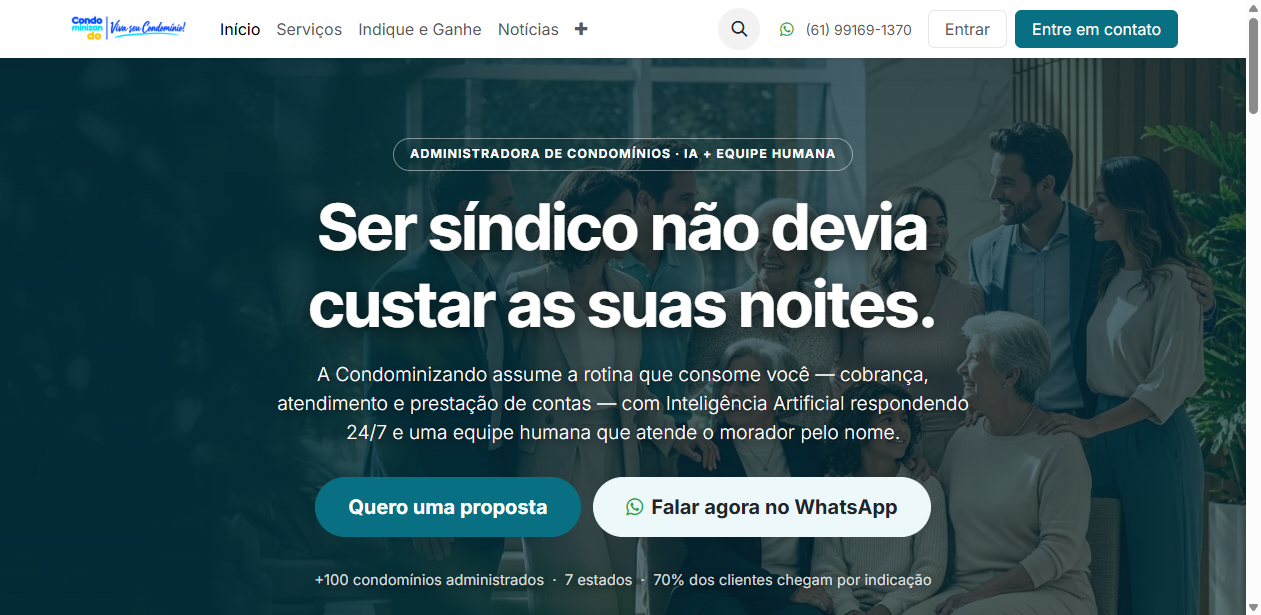 Condo
minizan
do
Viva seu Condomínio!
Início
Serviços
Indique e Ganhe
Notícias
(61) 99169-1370
Entrar
Entre em contato
ADMINISTRADORA DE CONDOMÍNIOS · IA + EQUIPE HUMANA
Ser síndico não devia
custar as suas noites.
A Condominizando assume a rotina que consome você — cobrança,
atendimento e prestação de contas — com Inteligência Artificial respondendo
24/7 e uma equipe humana que atende o morador pelo nome.
Quero uma proposta
Falar agora no WhatsApp
+100 condomínios administrados · 7 estados · 70% dos clientes chegam por indicação